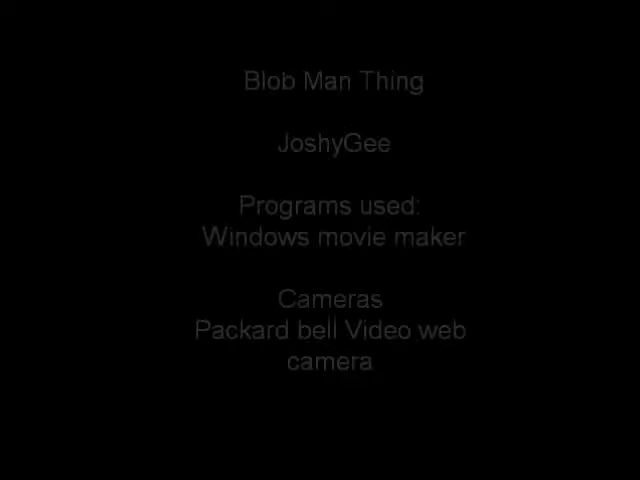 Blob Man Thing
JoshyGee
Programs used:
Windows movie maker
Cameras
Packard bell Video web
camera